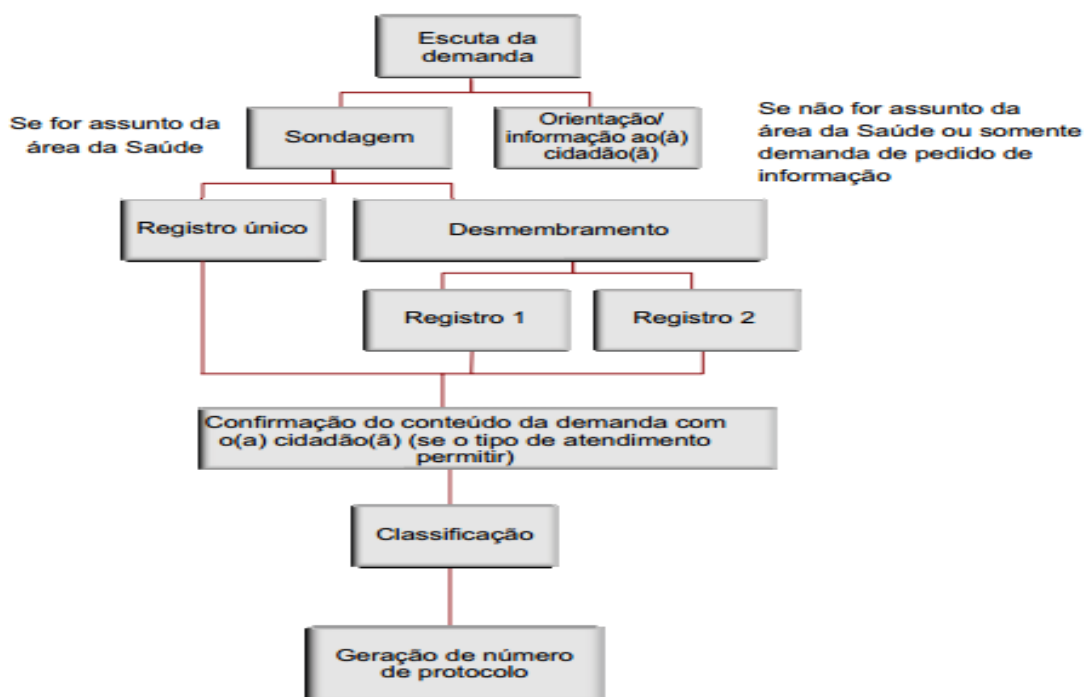 Escuta da
demanda
Se for assunto da
área da Saúde
Sondagem
Orientação/
informação ao(à)
cidadão(ã)
Se não for assunto da
área da Saúde ou somente
demanda de pedido de
informação
Registro único
Desmembramento
Registro 1
Registro 2
Confirmação do conteúdo da demanda com
o(a) cidadão(ã) (se o tipo de atendimento
permitir)
Classificação
Geração de número
de protocolo